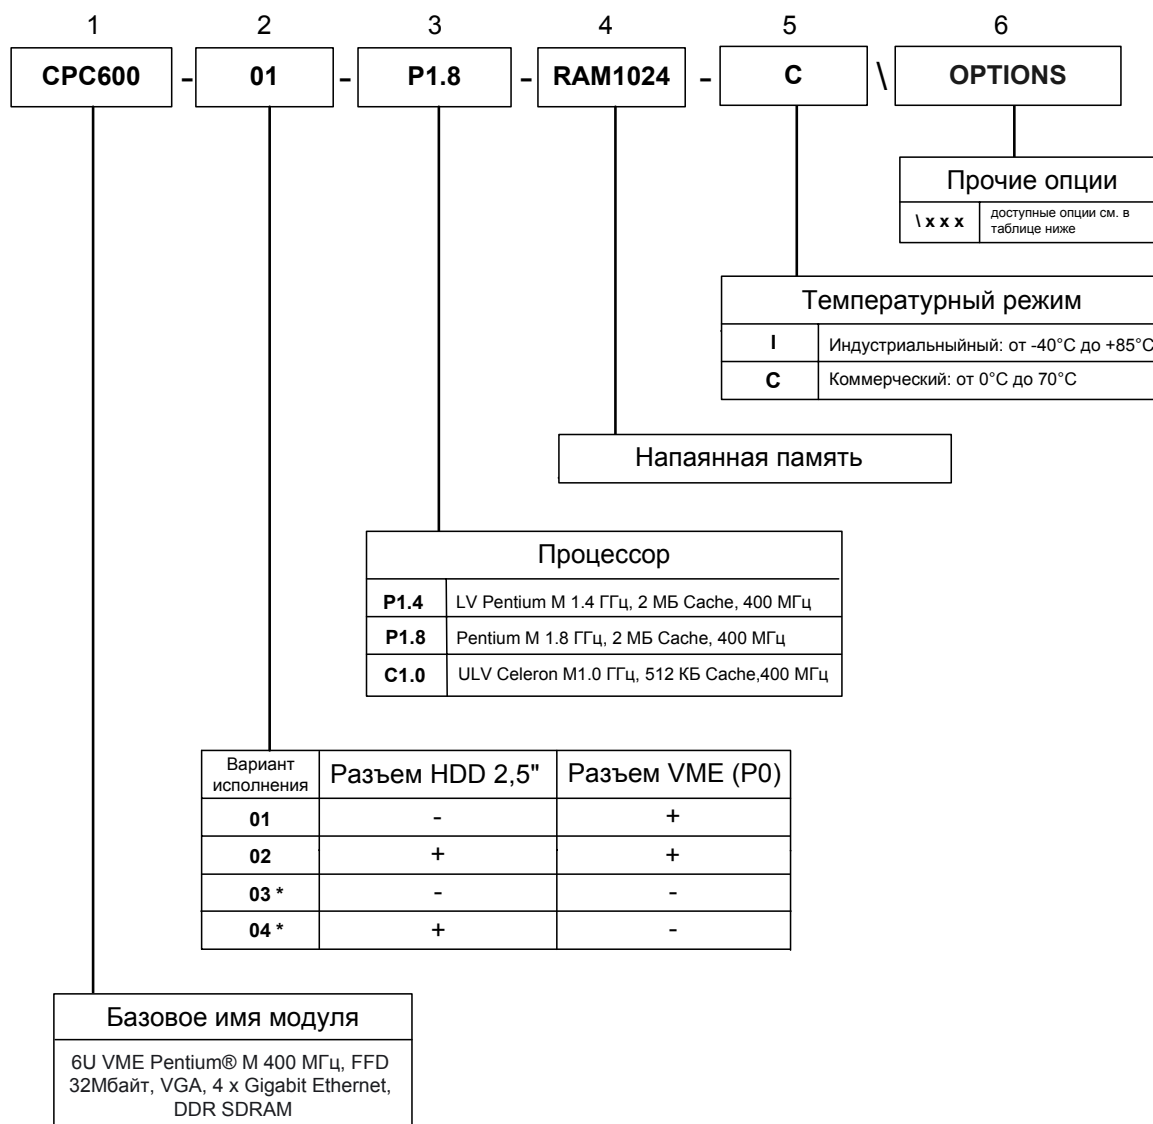 1 2 3 4 5 6
CPC600 - 01 - P1.8 - RAM1024 - C \ OPTIONS
Прочие опции
\ x x x доступные опции см. в
таблице ниже
Температурный режим
I Индустриальныйный: от -40°C до +85°C
C Коммерческий: от 0°C до 70°C
Напаянная память
Процессор
P1.4 LV Pentium M 1.4 ГГц, 2 МБ Cache, 400 МГц
P1.8 Pentium M 1.8 ГГц, 2 МБ Cache, 400 МГц
C1.0 ULV Celeron M1.0 ГГц, 512 КБ Cache,400 МГц
Вариант
исполнения Разъем HDD 2,5" Разъем VME (P0)
01 - +
02 + +
03 * - -
04 * + -
Базовое имя модуля
6U VME Pentium® M 400 МГц, FFD
32Мбайт, VGA, 4 x Gigabit Ethernet,
DDR SDRAM